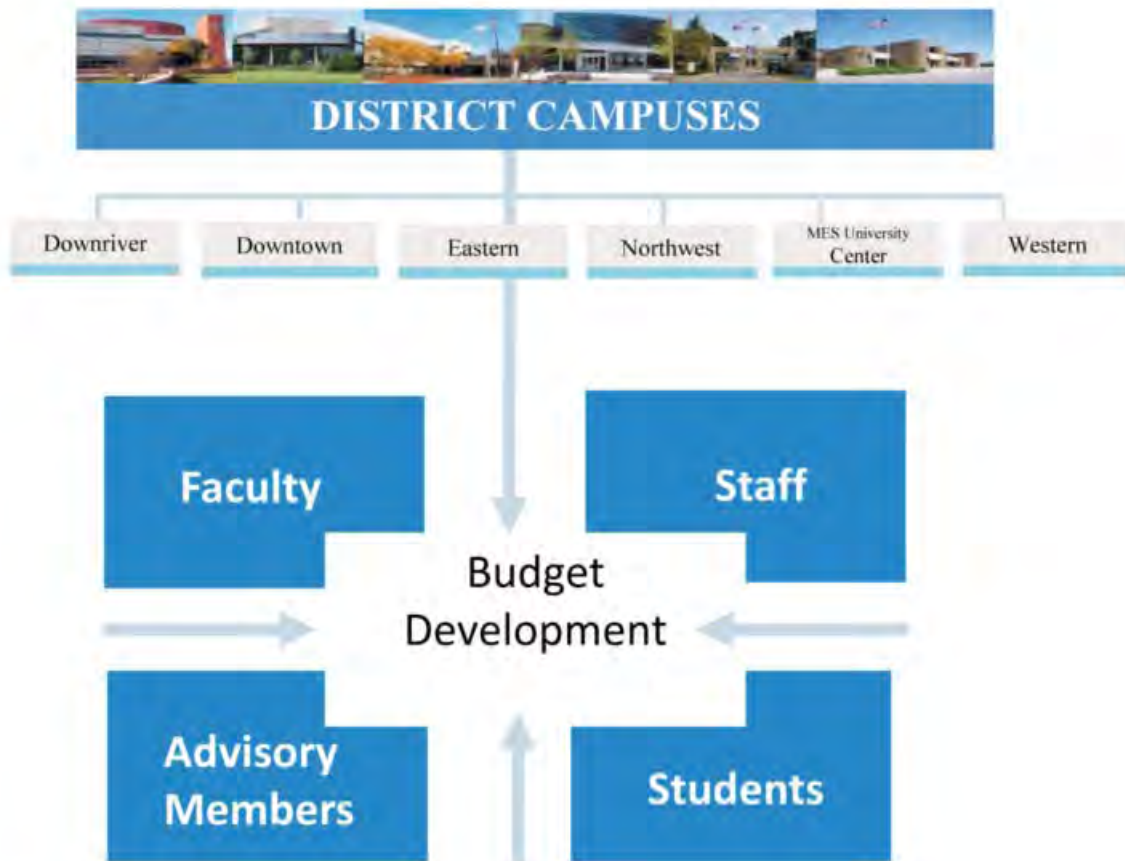 DISTRICT CAMPUSES
Downriver
Downtown
Eastern
Northwest
MES University
Center
Western
Faculty
Staff
Budget
Development
Advisory
Members
Students